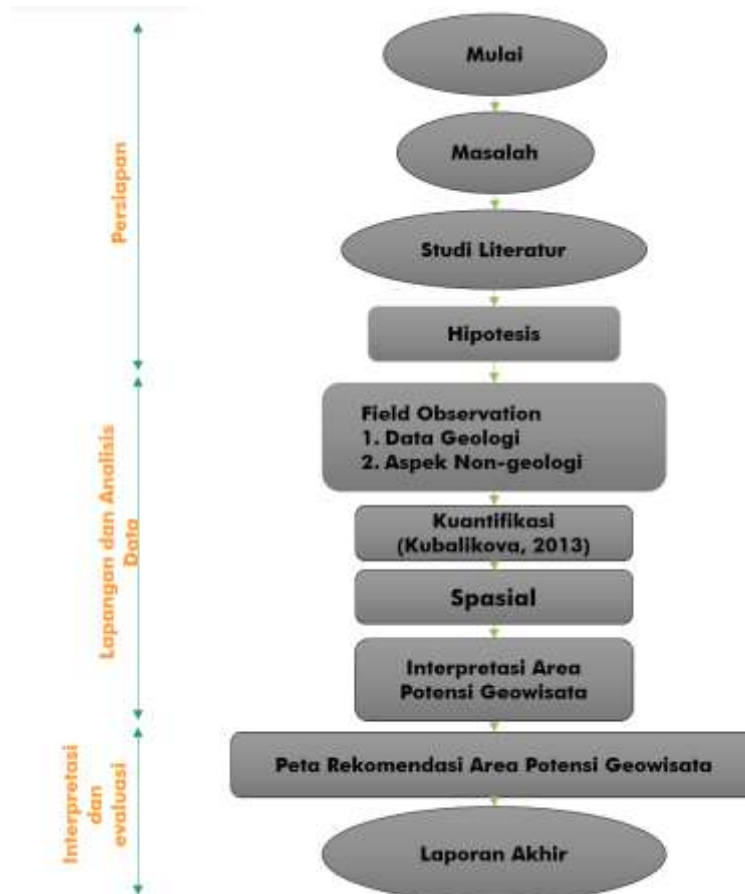 Persiapan
Mulai
Masalah
Studi Literatur
Hipotesis
Lapangan dan Analisis
Data
Field Observation
1. Data Geologi
2. Aspek Non-geologi
Kuantifikasi
(Kubalikova, 2013)
Spasial
Interpretasi Area
Potensi Geowisata
Interpretasi
dan
evaluasi
Peta Rekomendasi Area Potensi Geowisata
Laporan Akhir